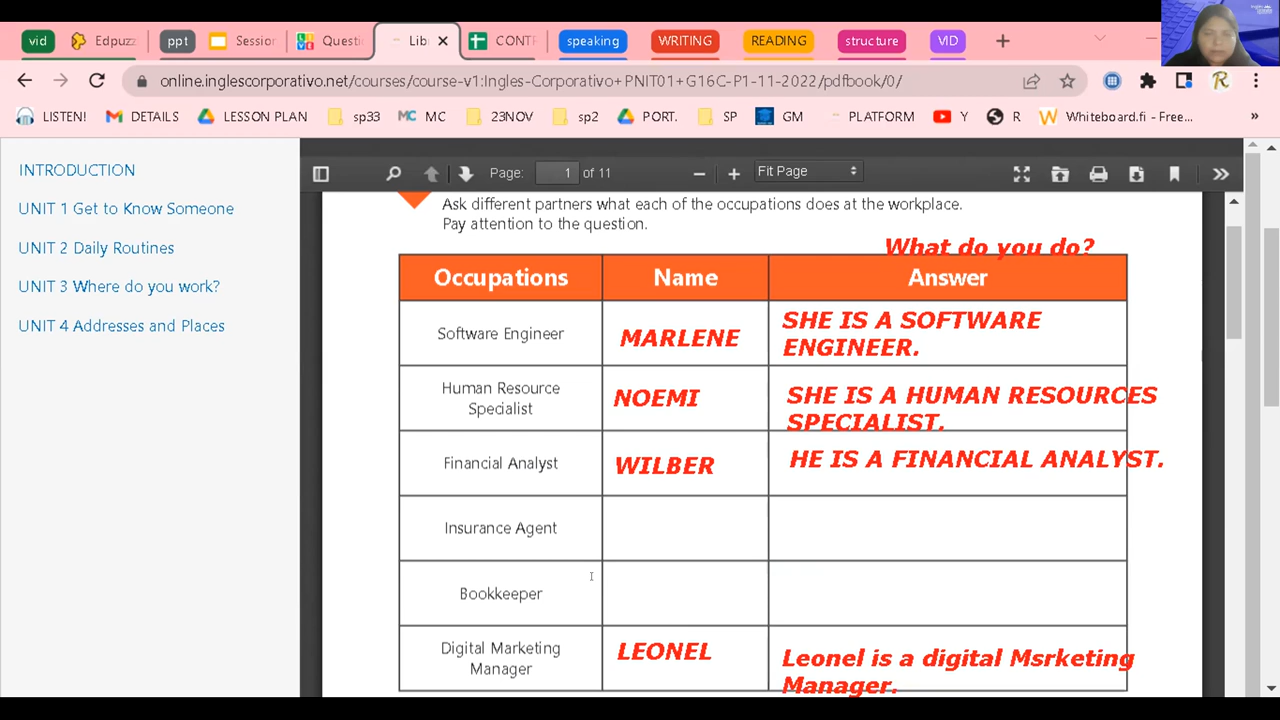 vid Edpuzz ppt Sessio Questi Lib CONT speaking WRITING READING structure VID
online.inglescorporativo.net/courses/course-v1:Ingles-Corporativo+PNIT01+G16C-P1-11-2022/pdfbook/0/
LISTEN! DETAILS LESSON PLAN sp33 MC MC 23NOV sp2 PORT. SP GM PLATFORM Y R W Whiteboard.fi - Free... »
INTRODUCTION
UNIT 1 Get to Know Someone
UNIT 2 Daily Routines
UNIT 3 Where do you work?
UNIT 4 Addresses and Places
Page: 1 of 11 Fit Page
Ask different partners what each of the occupations does at the workplace.
Pay attention to the question.
What do you do?
Occupations Name Answer
Software Engineer MARLENE SHE IS A SOFTWARE
ENGINEER.
Human Resource
Specialist
NOEMI
SHE IS A HUMAN RESOURCES
SPECIALIST.
Financial Analyst WILBER HE IS A FINANCIAL ANALYST.
Insurance Agent
Bookkeeper
Digital Marketing
Manager
LEONEL
Leonel is a digital Msrketing
Manager.